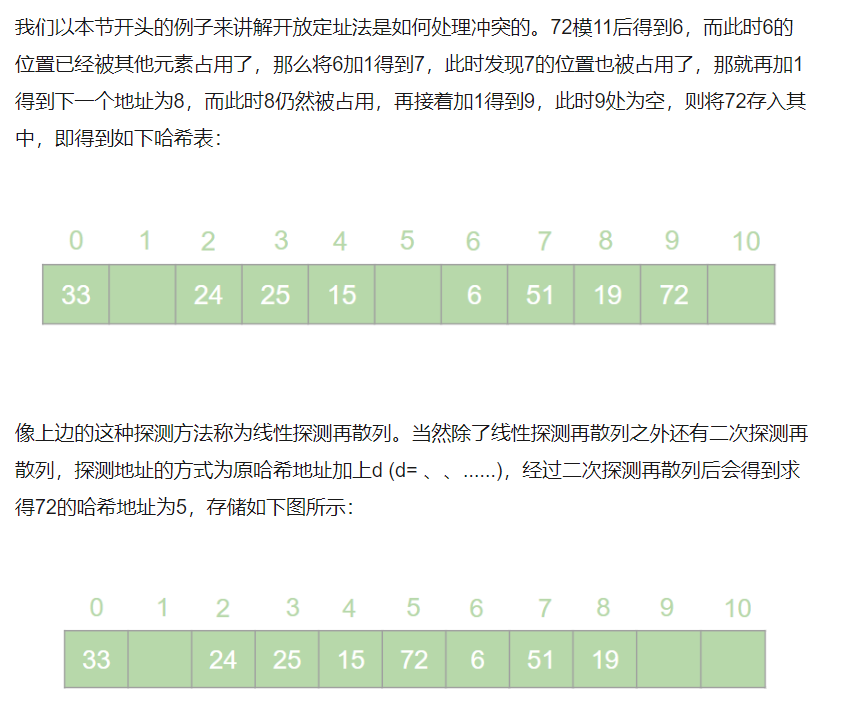 我们以本节开头的例子来讲解开放定址法是如何处理冲突的。72模11后得到6，而此时6的
位置已经被其他元素占用了，那么将6加1得到7，此时发现7的位置也被占用了，那就再加1
得到下一个地址为8，而此时8仍然被占用，再接着加1得到9，此时9处为空，则将72存入其
中，即得到如下哈希表：
0 1 2 3 4 5 6 7 8 9 10
33 24 25 15 6 51 19 72
像上边的这种探测方法称为线性探测再散列。当然除了线性探测再散列之外还有二次探测再
散列，探测地址的方式为原哈希地址加上d (d= 、、......)，经过二次探测再散列后会得到求
得72的哈希地址为5，存储如下图所示：
0 1 2 3 4 5 6 7 8 9 10
33 24 25 15 72 6 51 19